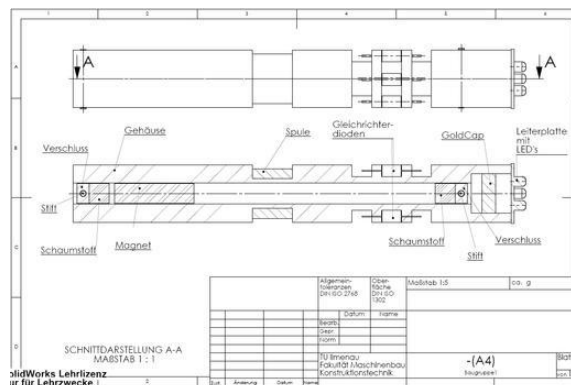 A
A
Verschluss
Gehäuse
Spule
Gleichrichter-
dioden
GoldCap
Leiterplatte
mit
LED's
Stift
Schaumstoff
Magnet
Schaumstoff
Stift
Verschluss
SCHNITTDARSTELLUNG A-A
MAßSTAB 1 : 1
Allgemein-
toleranzen
DIN ISO 2768
Ober-
fläche
DIN ISO
1302
Maßstab 1:5
ca. g
Datum
Name
Bearb.
Gepr.
Norm
TU Ilmenau
Fakultät Maschinenbau
Konstruktionstechnik
-(A4)
Baugruppe1
Blatt
Zust.
Änderung
Datum
Name
olidWorks Lehrlizenz
ur für Lehrzwecke